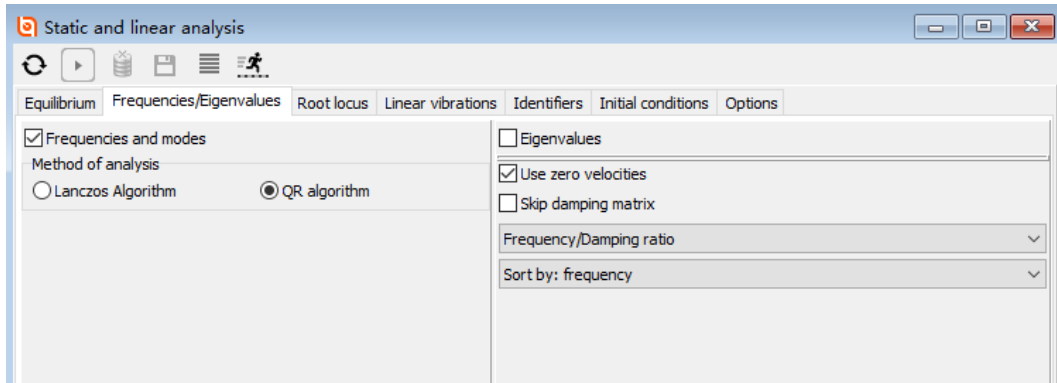 Static and linear analysis
Equilibrium Frequencies/Eigenvalues Root locus Linear vibrations Identifiers Initial conditions Options
Frequencies and modes
Method of analysis
Lanczos Algorithm QR algorithm
Eigenvalues
Use zero velocities
Skip damping matrix
Frequency/Damping ratio
Sort by: frequency